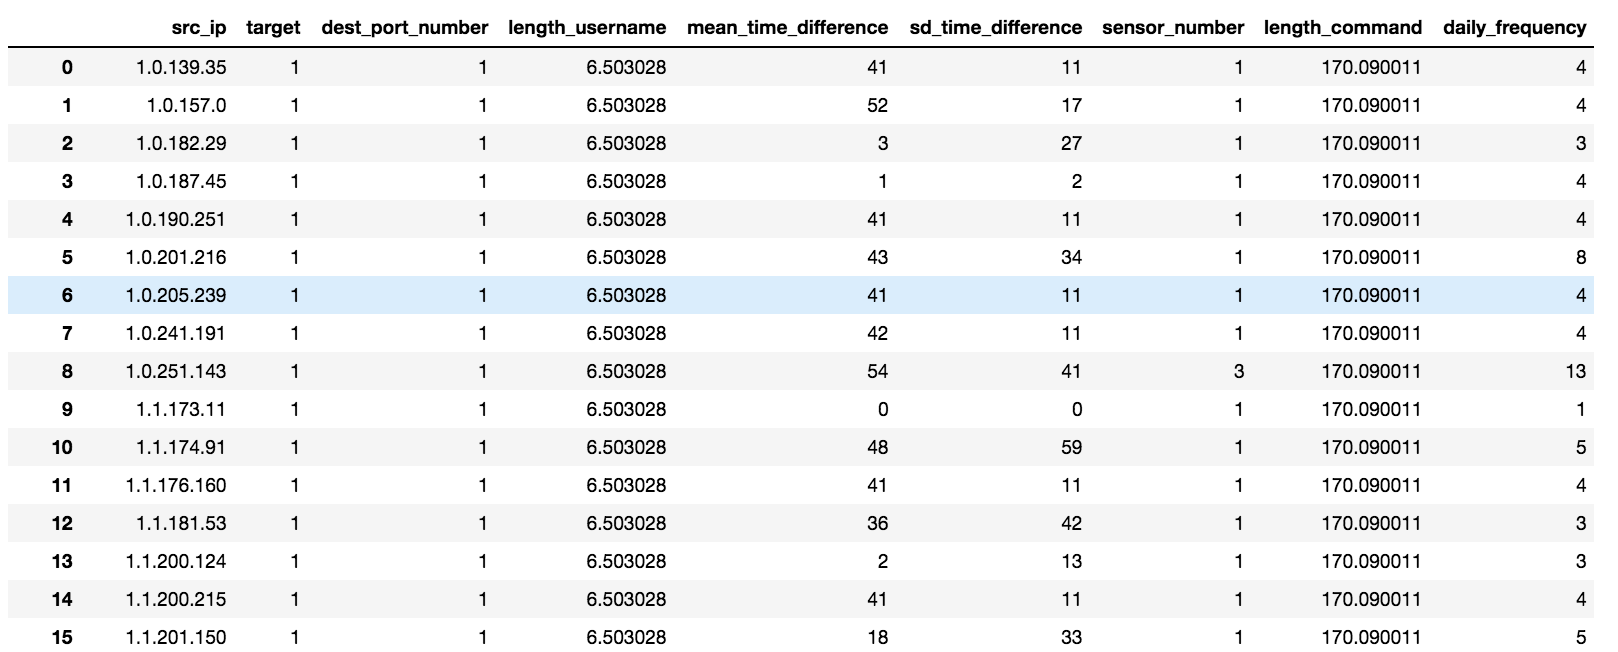 src_ip target dest_port_number length_username mean_time_difference sd_time_difference sensor_number length_command daily_frequency
0 1.0.139.35 1 1 6.503028 41 11 1 170.090011 4
1 1.0.157.0 1 1 6.503028 52 17 1 170.090011 4
2 1.0.182.29 1 1 6.503028 3 27 1 170.090011 3
3 1.0.187.45 1 1 6.503028 1 2 1 170.090011 4
4 1.0.190.251 1 1 6.503028 41 11 1 170.090011 4
5 1.0.201.216 1 1 6.503028 43 34 1 170.090011 8
6 1.0.205.239 1 1 6.503028 41 11 1 170.090011 4
7 1.0.241.191 1 1 6.503028 42 11 1 170.090011 4
8 1.0.251.143 1 1 6.503028 54 41 3 170.090011 13
9 1.1.173.11 1 1 6.503028 0 0 1 170.090011 1
10 1.1.174.91 1 1 6.503028 48 59 1 170.090011 5
11 1.1.176.160 1 1 6.503028 41 11 1 170.090011 4
12 1.1.181.53 1 1 6.503028 36 42 1 170.090011 3
13 1.1.200.124 1 1 6.503028 2 13 1 170.090011 3
14 1.1.200.215 1 1 6.503028 41 11 1 170.090011 4
15 1.1.201.150 1 1 6.503028 18 33 1 170.090011 5